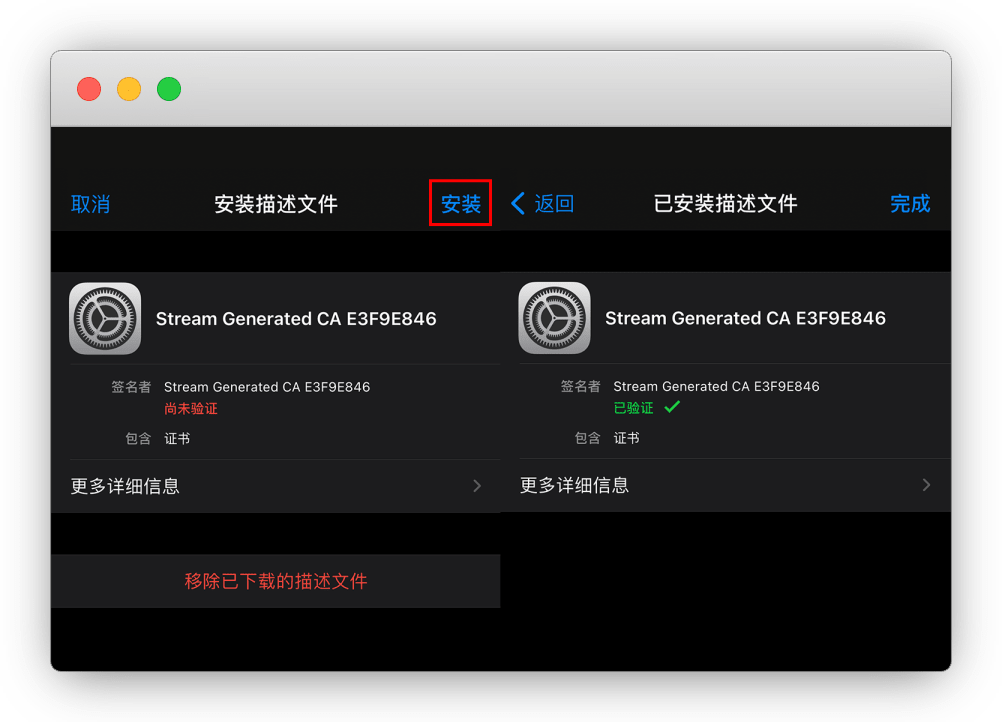 取消 安装描述文件 安装
Stream Generated CA E3F9E846
签名者 Stream Generated CA E3F9E846
尚未验证
包含 证书
更多详细信息
移除已下载的描述文件
返回 已安装描述文件 完成
Stream Generated CA E3F9E846
签名者 Stream Generated CA E3F9E846
已验证
包含 证书
更多详细信息